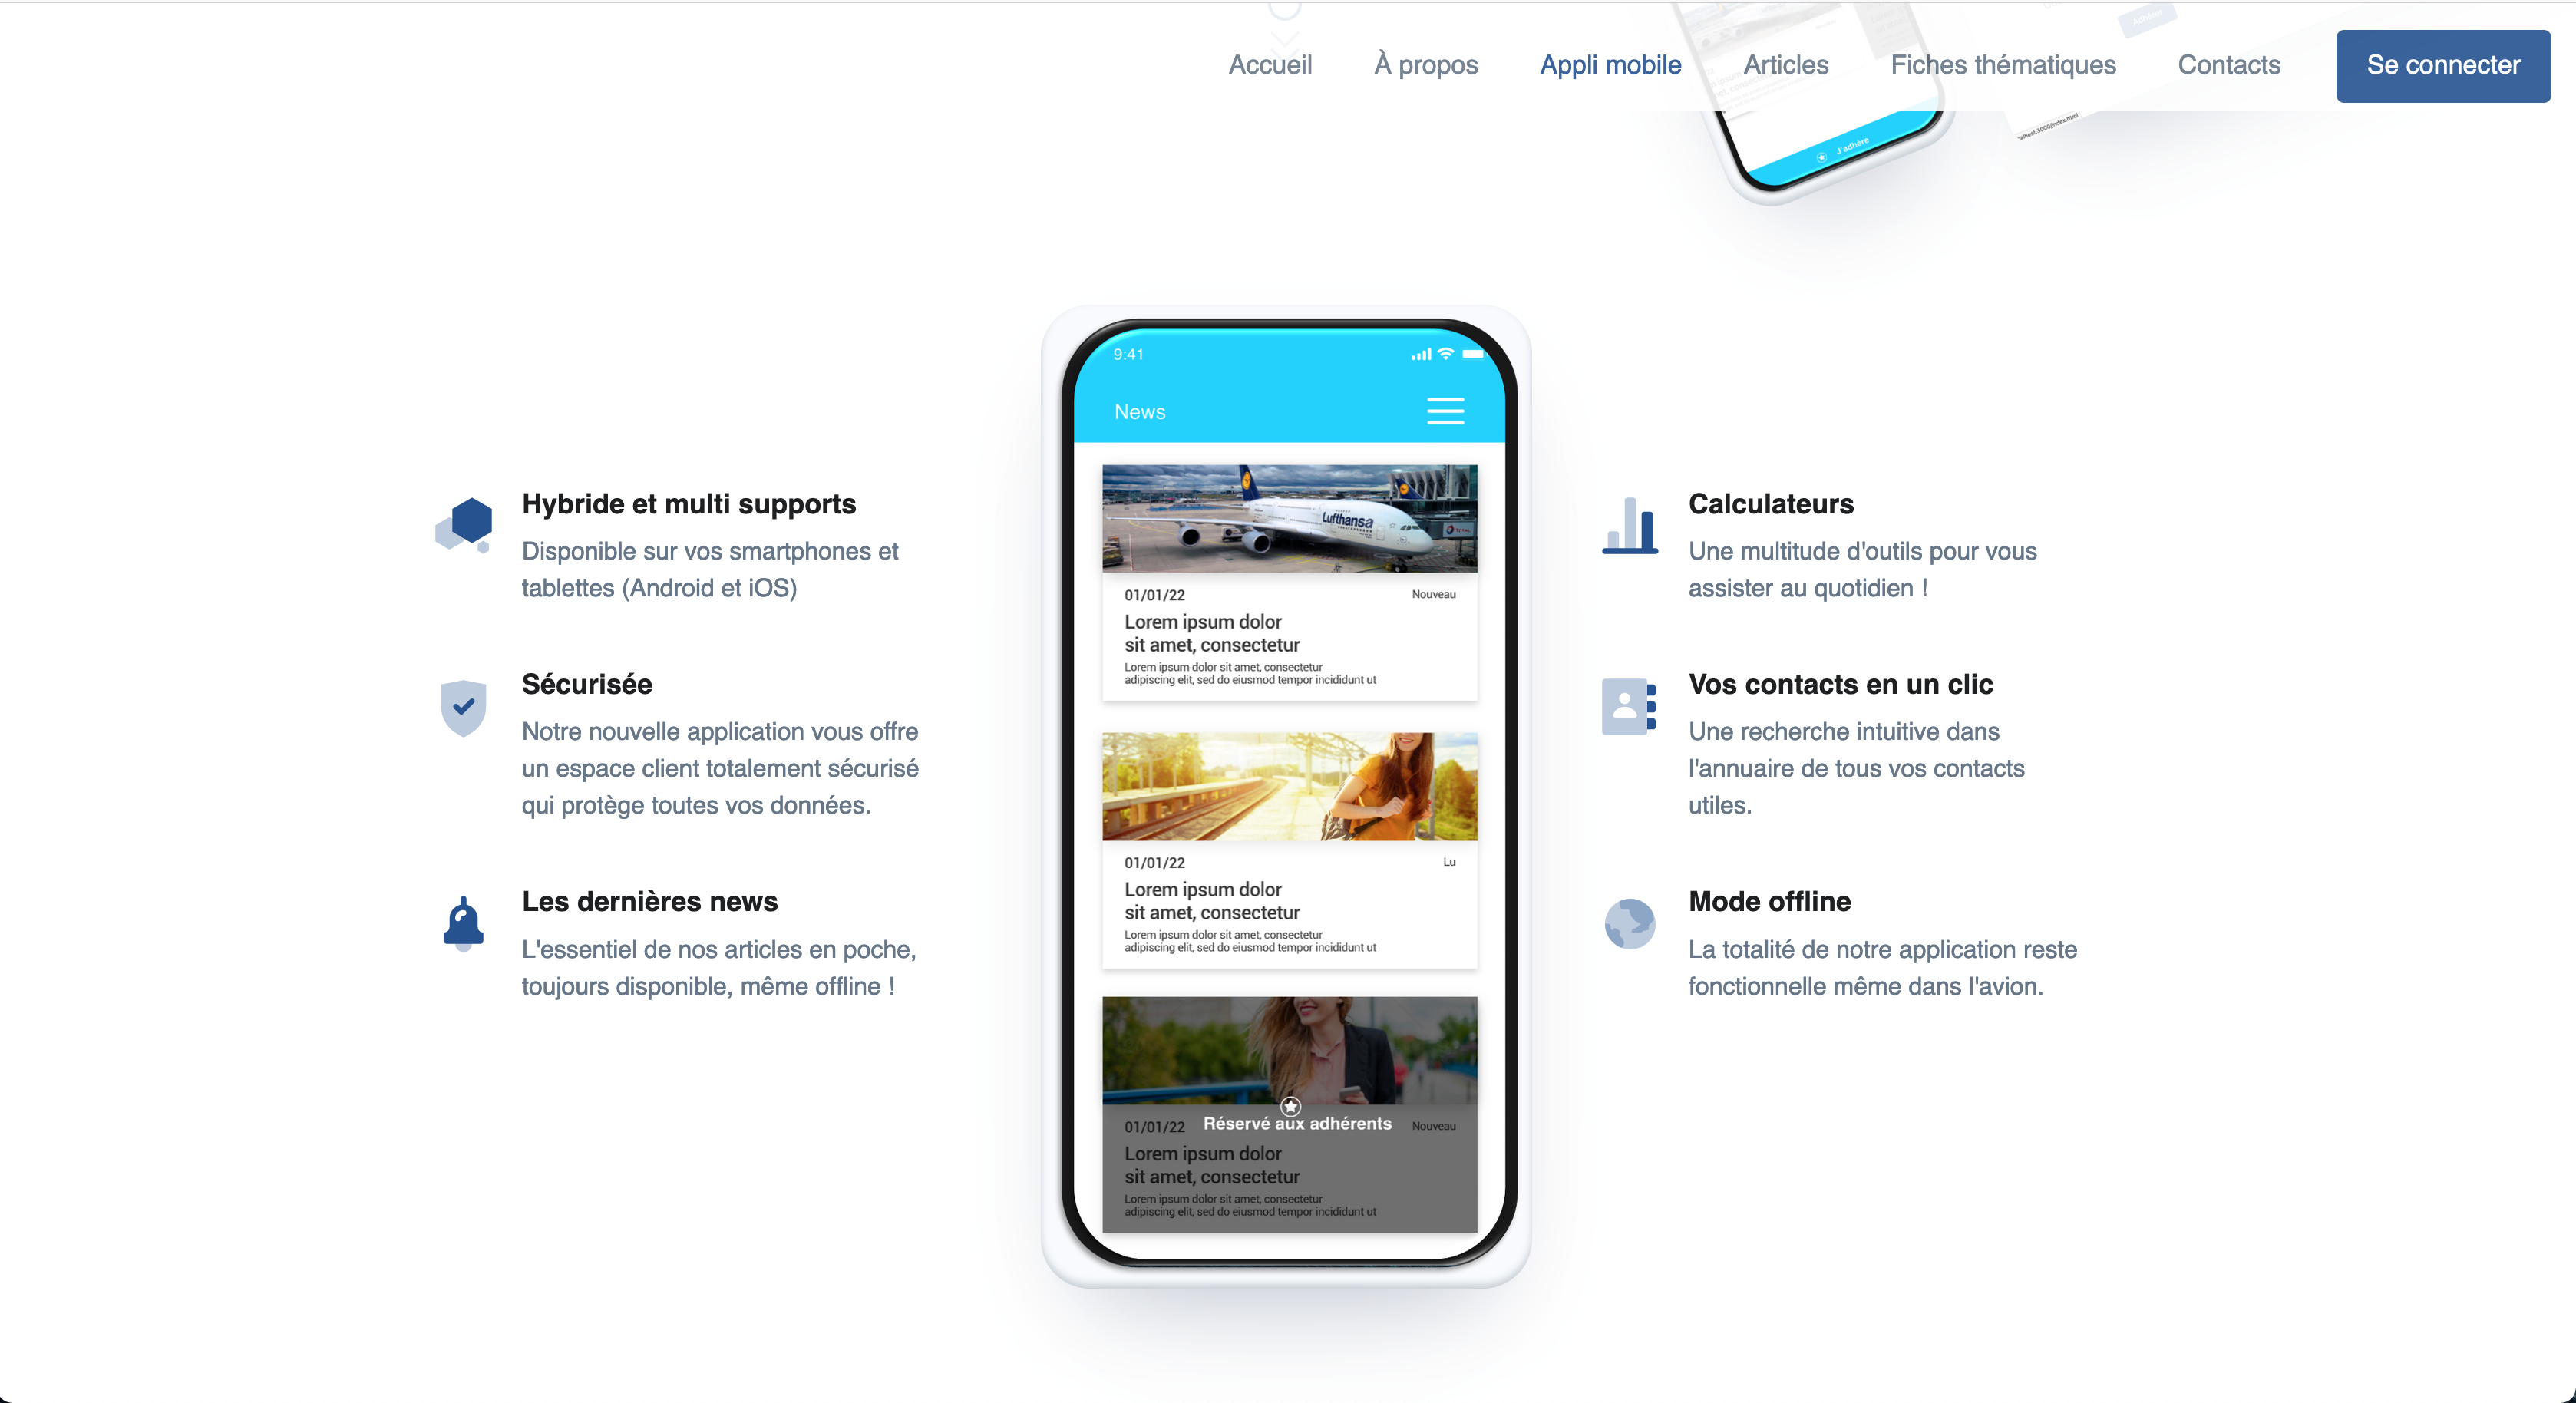 Accueil
À propos
Appli mobile
Articles
Fiches thématiques
Contacts
Se connecter
J'adhère
Hybride et multi supports
Disponible sur vos smartphones et
tablettes (Android et iOS)
Sécurisée
Notre nouvelle application vous offre
un espace client totalement sécurisé
qui protège toutes vos données.
Les dernières news
L'essentiel de nos articles en poche,
toujours disponible, même offline !
9:41
News
Lufthansa
01/01/22
Nouveau
Lorem ipsum dolor
sit amet, consectetur
Lorem ipsum dolor sit amet, consectetur
adipiscing elit, sed do eiusmod tempor incididunt ut
01/01/22
Lu
Lorem ipsum dolor
sit amet, consectetur
Lorem ipsum dolor sit amet, consectetur
adipiscing elit, sed do eiusmod tempor incididunt ut
Réservé aux adhérents
01/01/22
Nouveau
Lorem ipsum dolor
sit amet, consectetur
Lorem ipsum dolor sit amet, consectetur
adipiscing elit, sed do eiusmod tempor incididunt ut
Calculateurs
Une multitude d'outils pour vous
assister au quotidien !
Vos contacts en un clic
Une recherche intuitive dans
l'annuaire de tous vos contacts
utiles.
Mode offline
La totalité de notre application reste
fonctionnelle même dans l'avion.